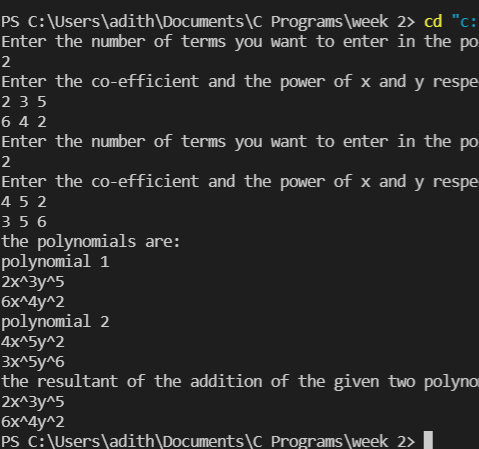 PS C:\Users\adith\Documents\C Programs\week 2> cd "c:
Enter the number of terms you want to enter in the po
2
Enter the co-efficient and the power of x and y respe
2 3 5
6 4 2
Enter the number of terms you want to enter in the po
2
Enter the co-efficient and the power of x and y respe
4 5 2
3 5 6
the polynomials are:
polynomial 1
2x^3y^5
6x^4y^2
polynomial 2
4x^5y^2
3x^5y^6
the resultant of the addition of the given two polyno
2x^3y^5
6x^4y^2
PS C:\Users\adith\Documents\C Programs\week 2>